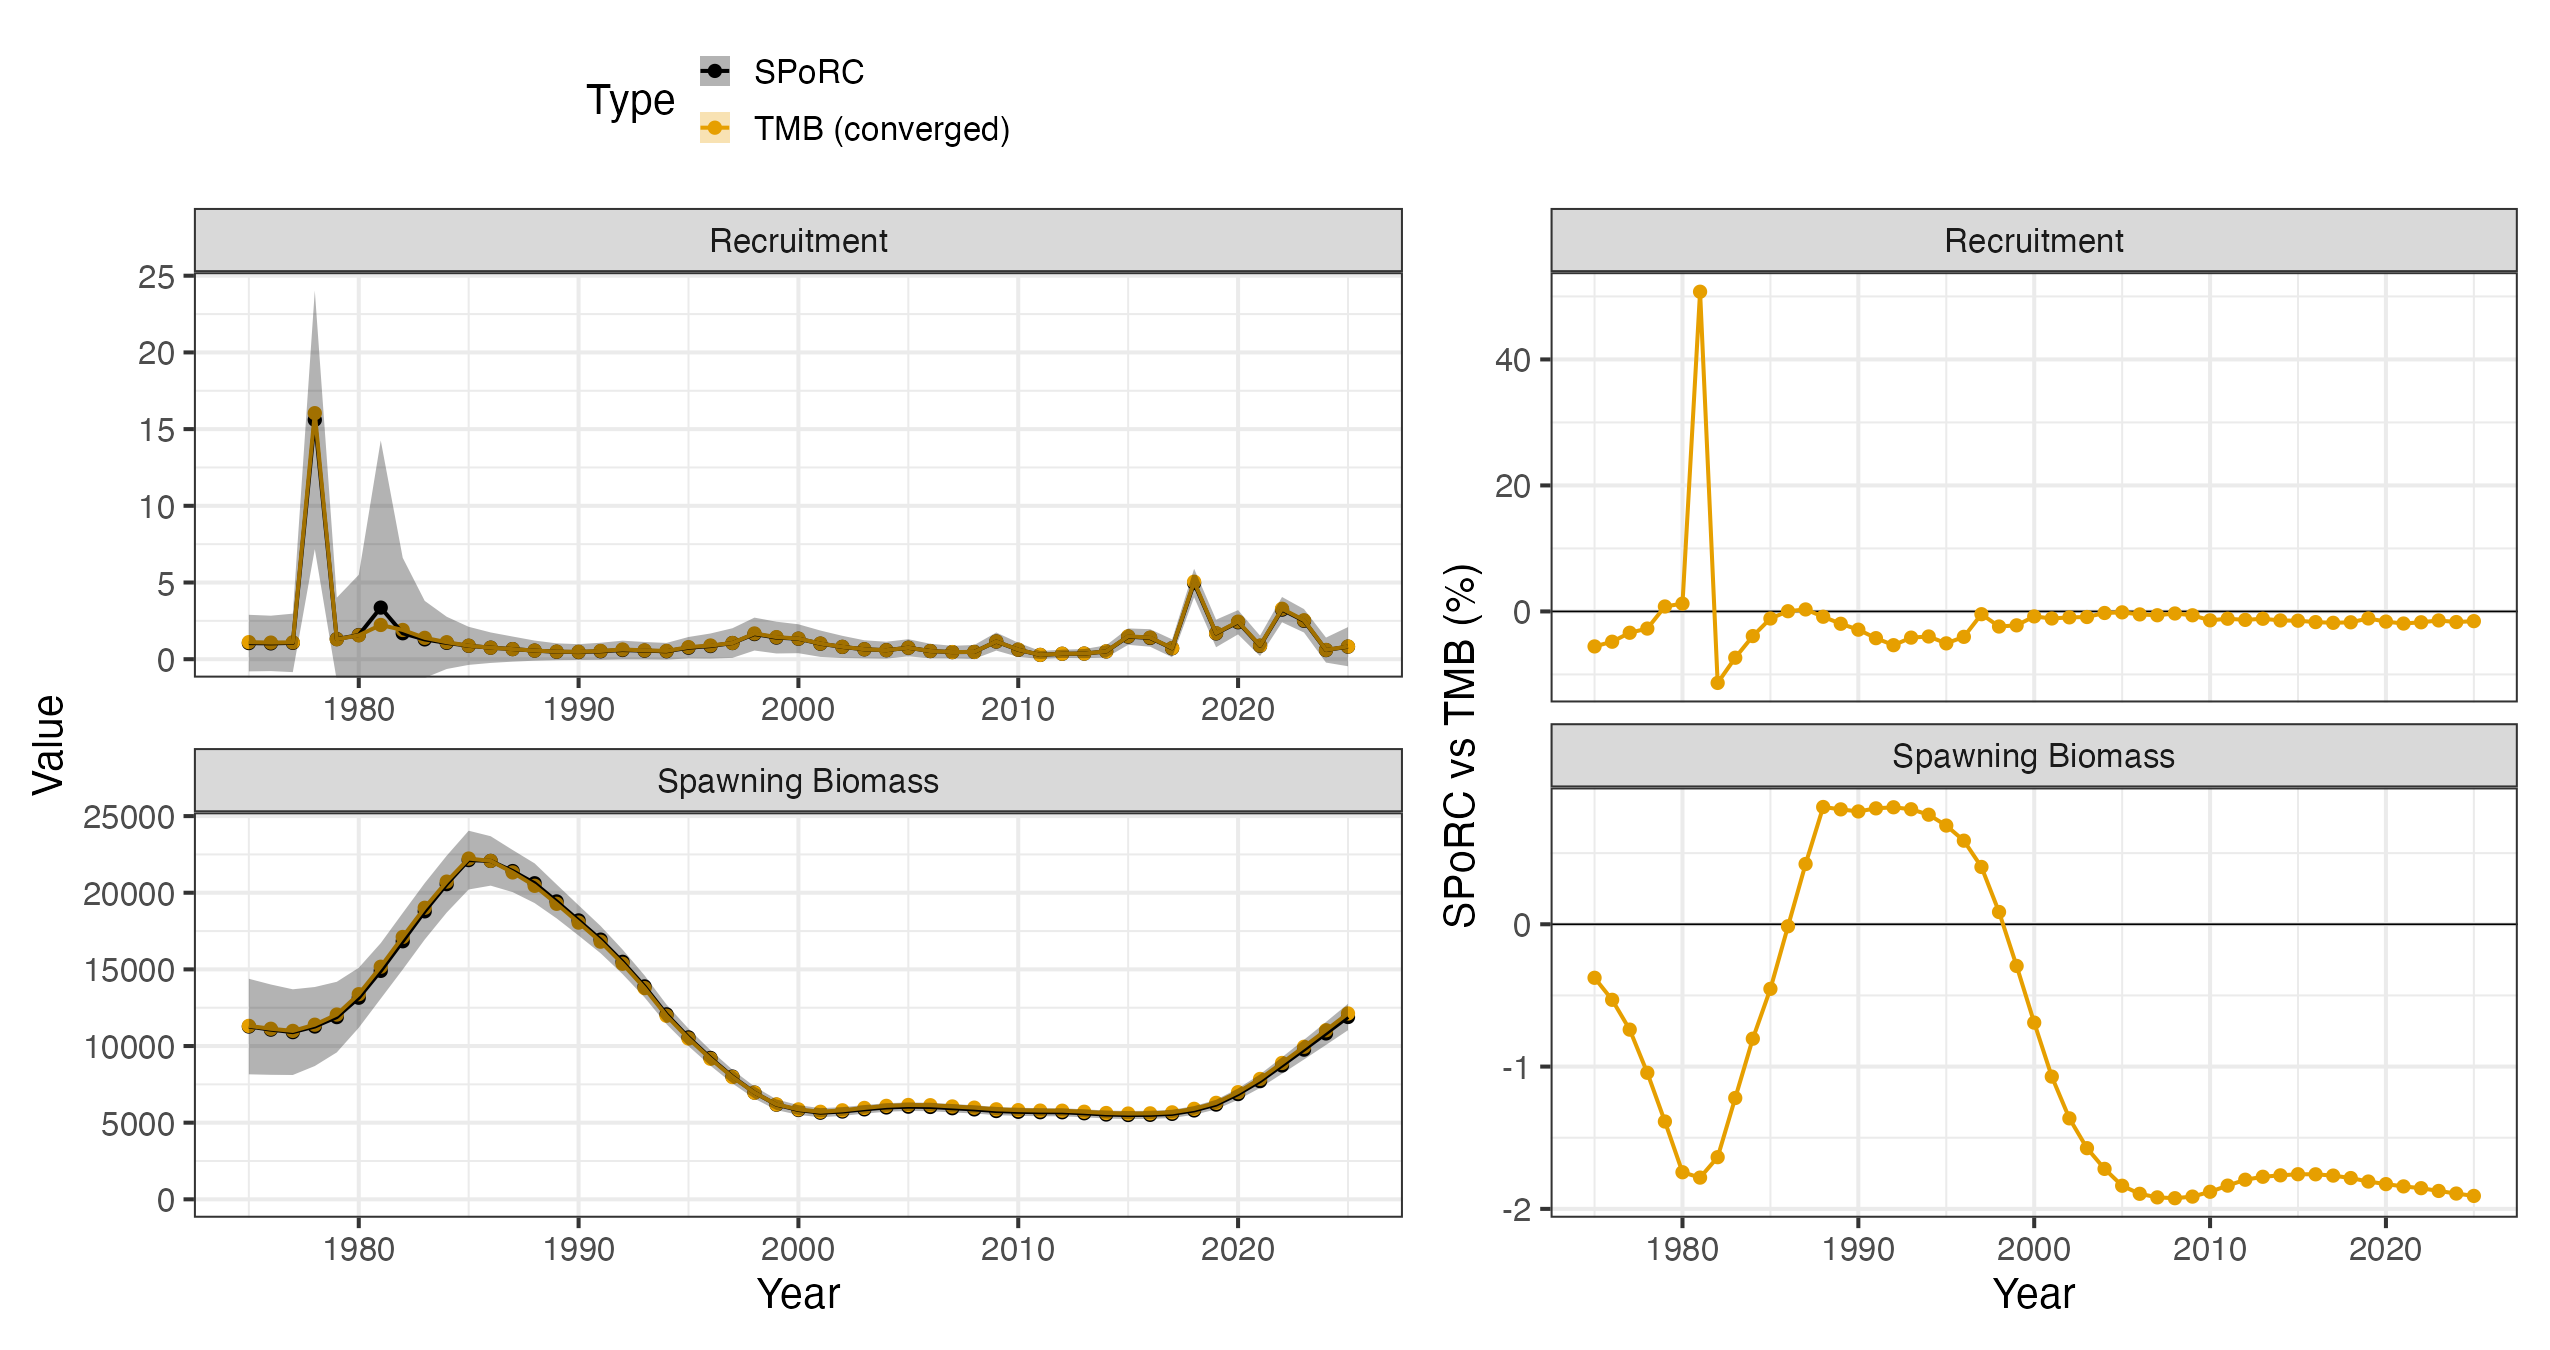 Type
SPoRC
TMB (converged)
Value
Recruitment
25
20
15
10
5
0
1980 1990 2000 2010 2020
Spawning Biomass
25000
20000
15000
10000
5000
0
1980 1990 2000 2010 2020
Year
SPoRC vs TMB (%)
Recruitment
40
20
0
Spawning Biomass
0
-1
-2
1980 1990 2000 2010 2020
Year